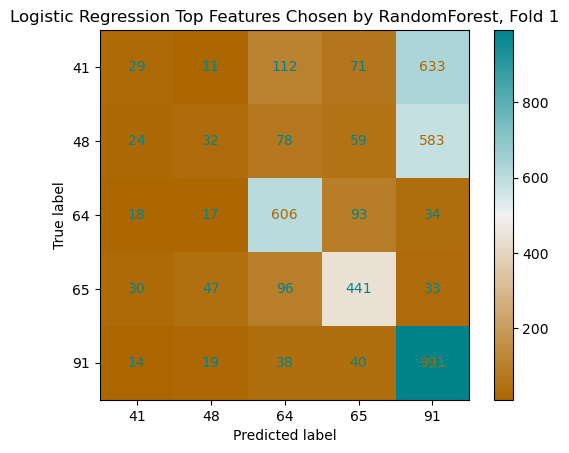 Logistic Regression Top Features Chosen by RandomForest, Fold 1
41 29 11 112 71 633
48 24 32 78 59 583
64 18 17 606 93 34
65 30 47 96 441 33
91 14 19 38 40 991
41 48 64 65 91
Predicted label
True label
800
600
400
200